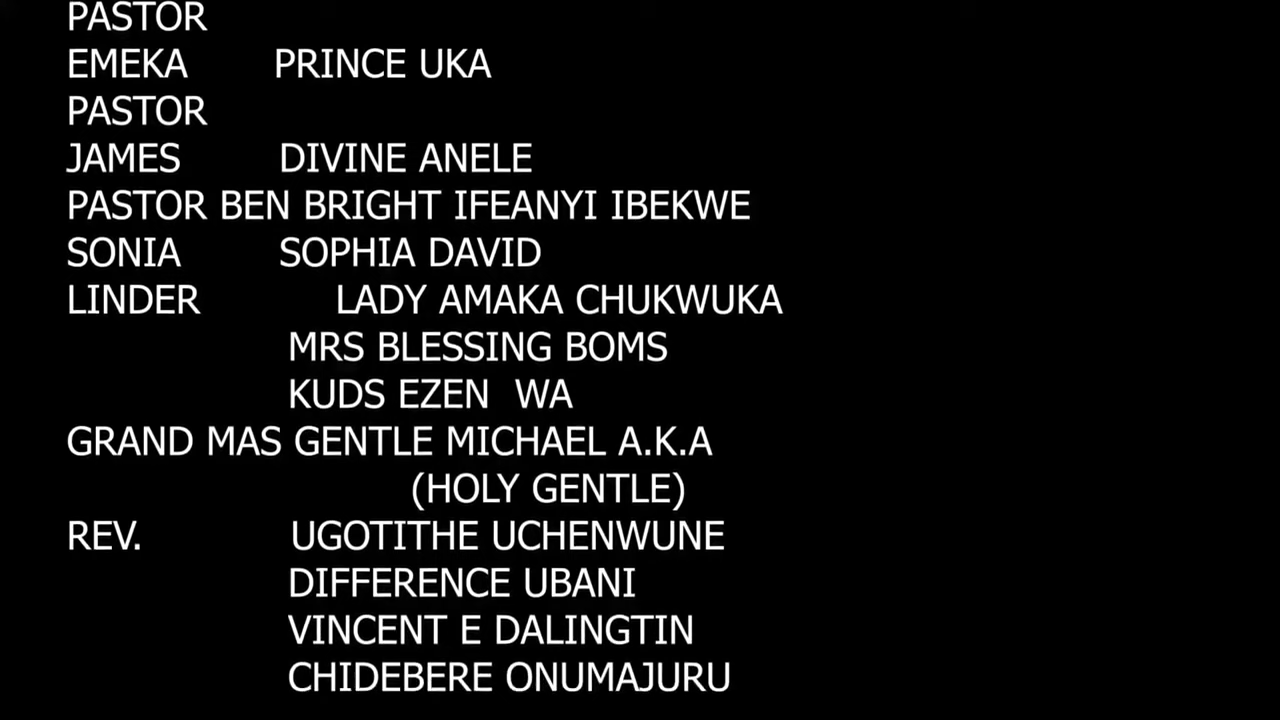 PASTOR
EMEKA PRINCE UKA
PASTOR
JAMES DIVINE ANELE
PASTOR BEN BRIGHT IFEANYI IBEKWE
SONIA SOPHIA DAVID
LINDER LADY AMAKA CHUKWUKA
MRS BLESSING BOMS
KUDS EZEN WA
GRAND MAS GENTLE MICHAEL A.K.A
(HOLY GENTLE)
REV. UGOTITHE UCHENWUNE
DIFFERENCE UBANI
VINCENT E DALINGTIN
CHIDEBERE ONUMAJURU